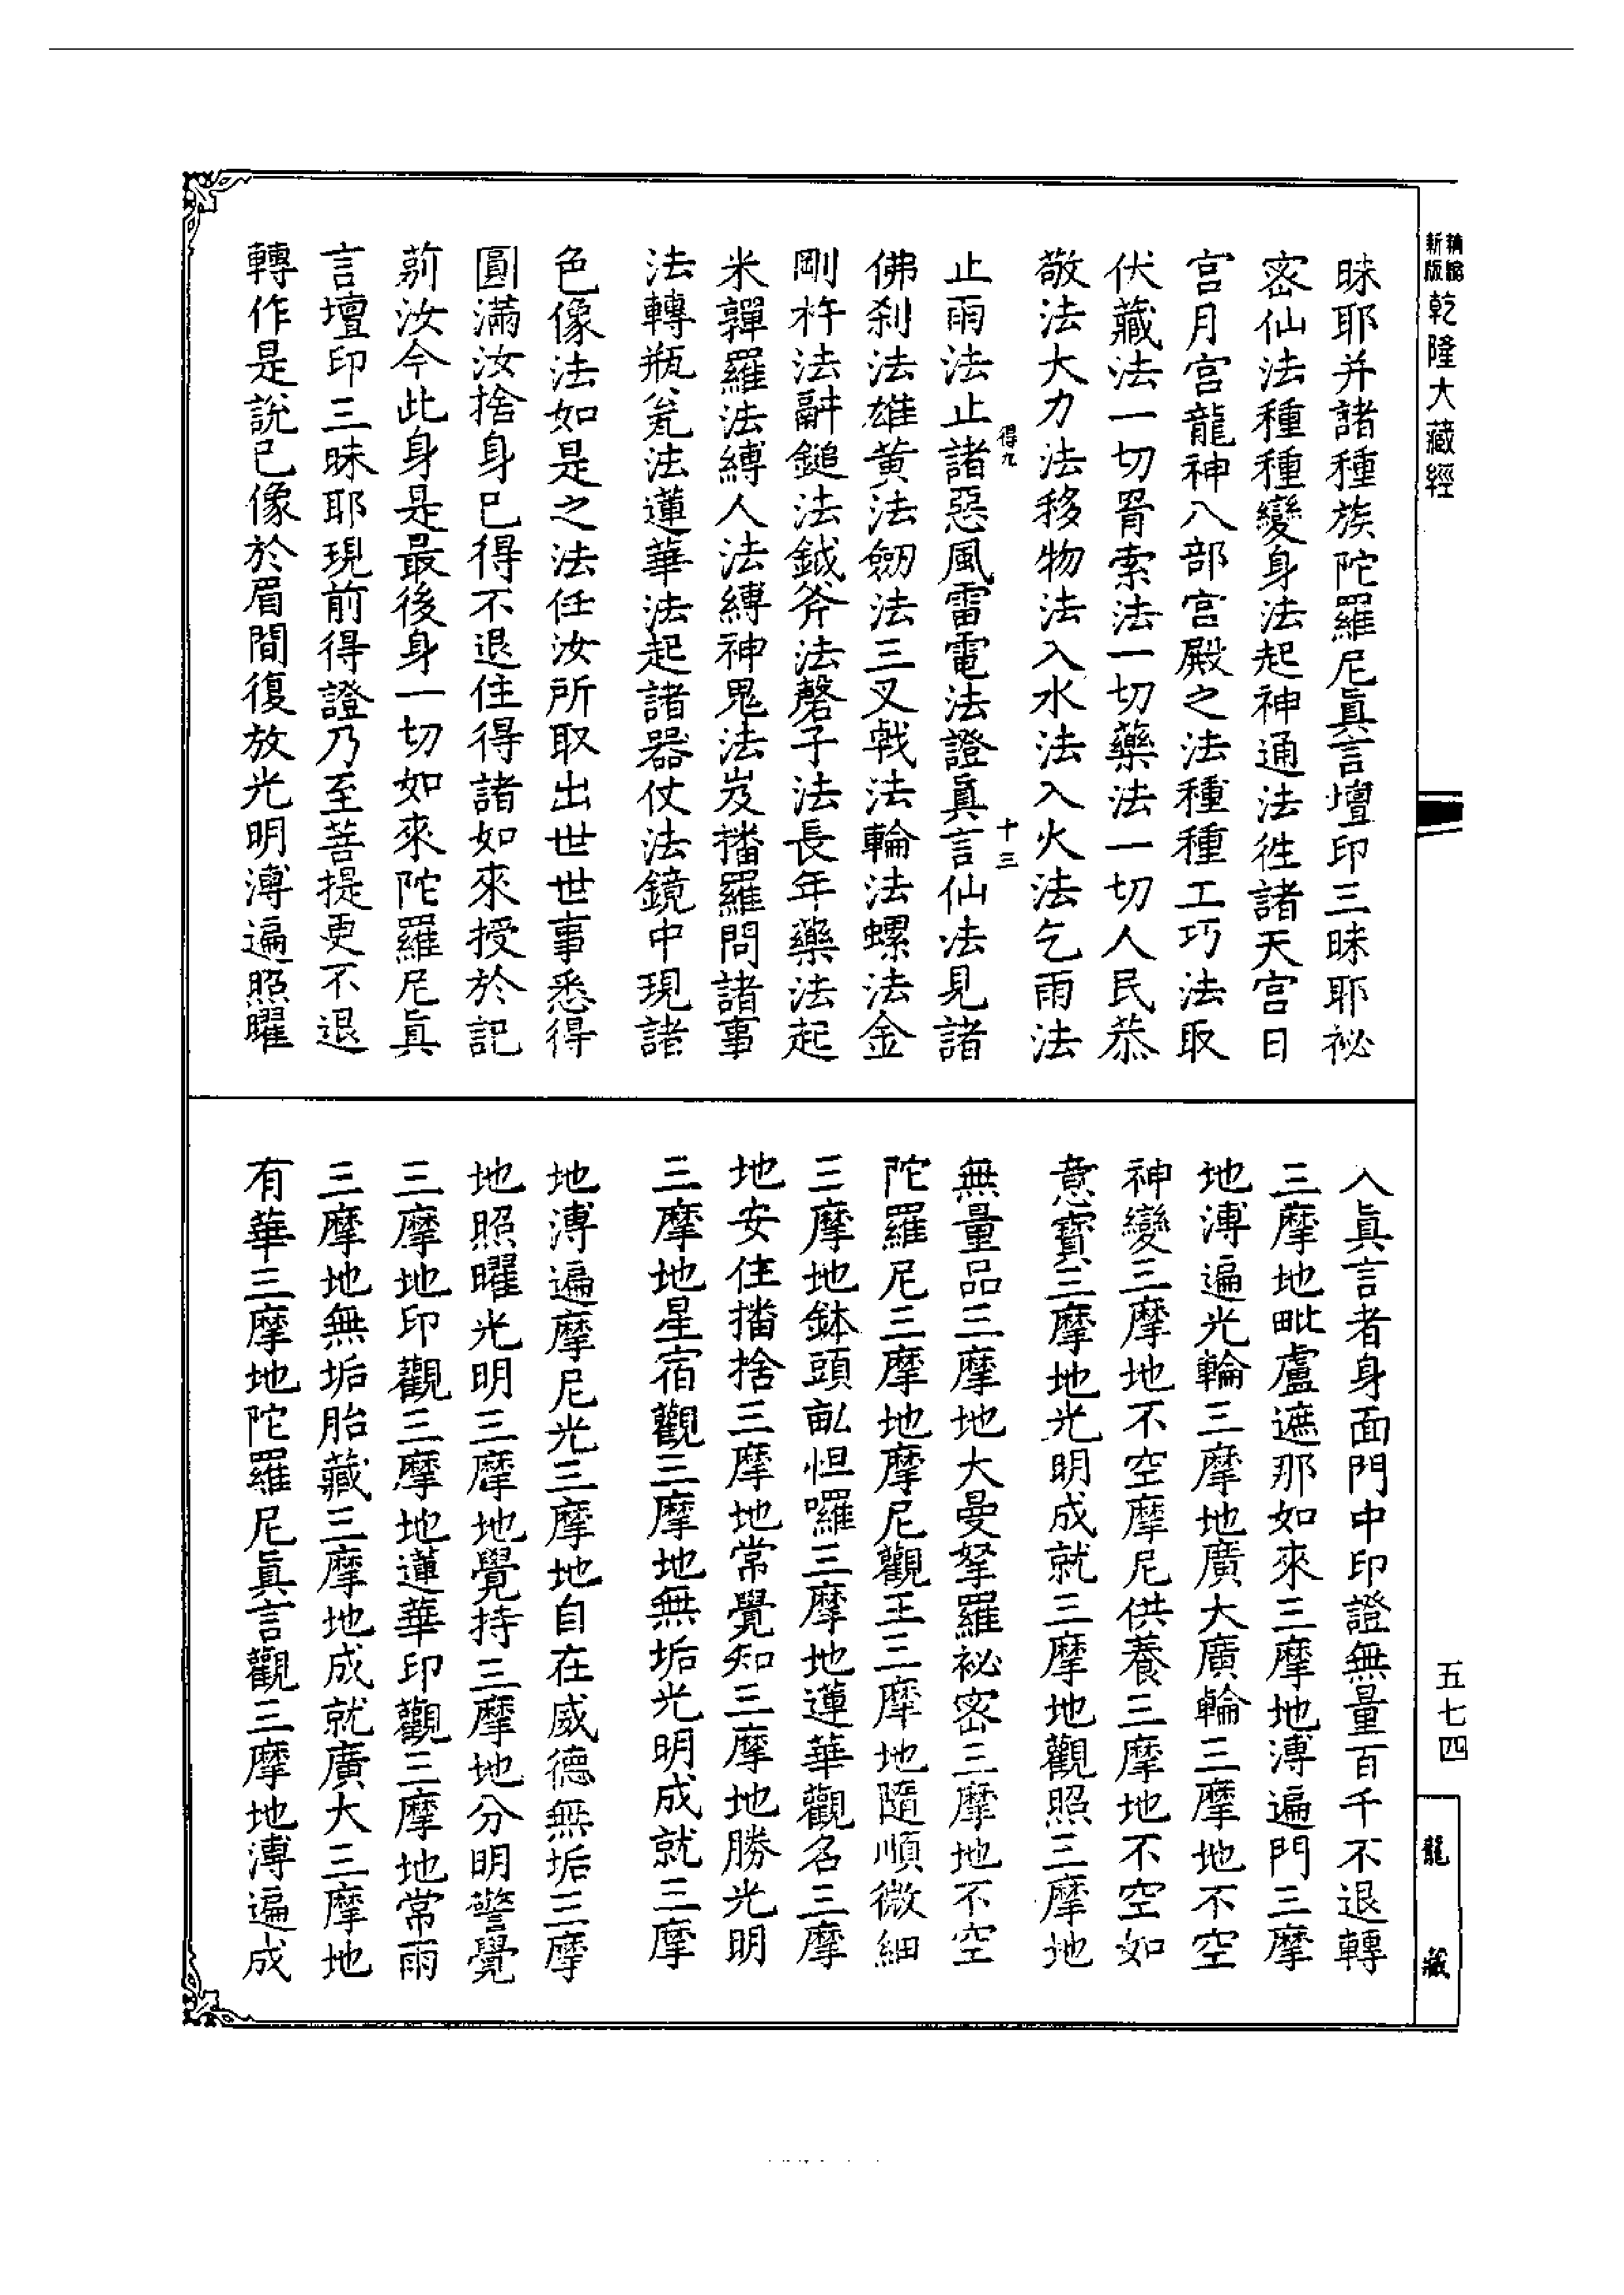 新版精縮
乾隆大藏經
昧耶并諸種族陀羅尼真言壇印三昧耶祕
密仙法種種變身法起神通法徃諸天宮日
宮月宮龍神八部宮殿之法種種工巧法取
伏藏法一切罥索法一切藥法一切人民恭
敬法大力法移物法入水法入火法乞雨法
得九
十三
止雨法止諸惡風雷電法證真言仙法見諸
佛刹法雄黃法劒法三叉戟法輪法螺法金
剛杵法鬪鎚法鉞斧法磬子法長年藥法起
米嚲羅法縛人法縛神鬼法岌播羅問諸事
法轉瓶瓮法蓮華法起諸器仗法鏡中現諸
色像法如是之法任汝所取出世世事悉得
圓滿汝捨身已得不退住得諸如來授於記
莂汝今此身是最後身一切如來陀羅尼真
言壇印三昧耶現前得證乃至菩提更不退
轉作是說已像於眉間復放光明溥遍照曜
入真言者身面門中印證無量百千不退轉
三摩地毗盧遮那如來三摩地溥遍門三摩
地溥遍光輪三摩地廣大廣輪三摩地不空
神變三摩地不空摩尼供養三摩地不空如
意寶三摩地光明成就三摩地觀照三摩地
無量品三摩地大曼拏羅祕密三摩地不空
陀羅尼三摩地摩尼觀王三摩地隨順微細
三摩地鉢頭畝怛囉三摩地蓮華觀名三摩
地安住播捨三摩地常覺知三摩地勝光明
三摩地星宿觀三摩地無垢光明成就三摩
地溥遍摩尼光三摩地自在威德無垢三摩
地照曜光明三摩地覺持三摩地分明警覺
三摩地印觀三摩地蓮華印觀三摩地常雨
三摩地無垢胎藏三摩地成就廣大三摩地
有華三摩地陀羅尼真言觀三摩地溥遍成
五七四
龍藏